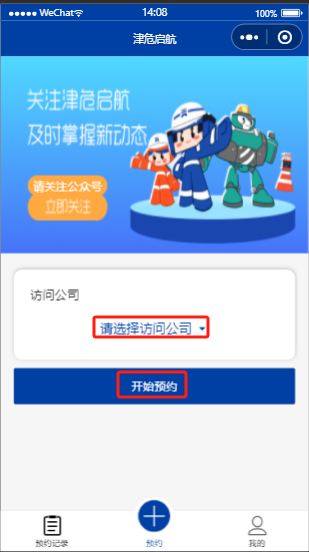 WeChat
14:08
100%
津危启航
关注津危启航
及时掌握新动态
请关注公众号
立即关注
访问公司
请选择访问公司
开始预约
预约记录
预约
我的